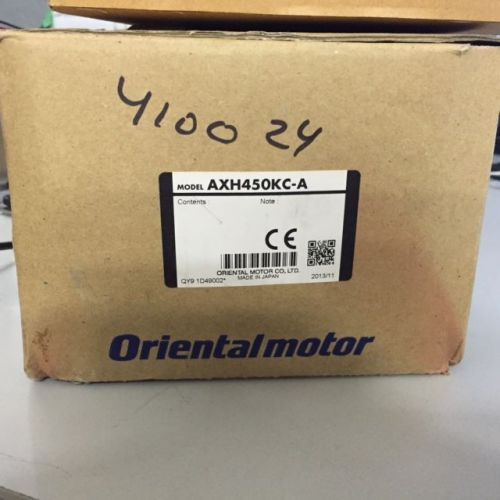 4100 24
MODEL AXH450KC-A
Contents : Note :
CE
ORIENTAL MOTOR CO., LTD.
QY9 1D49002* MADE IN JAPAN 2013/11
Orientalmotor